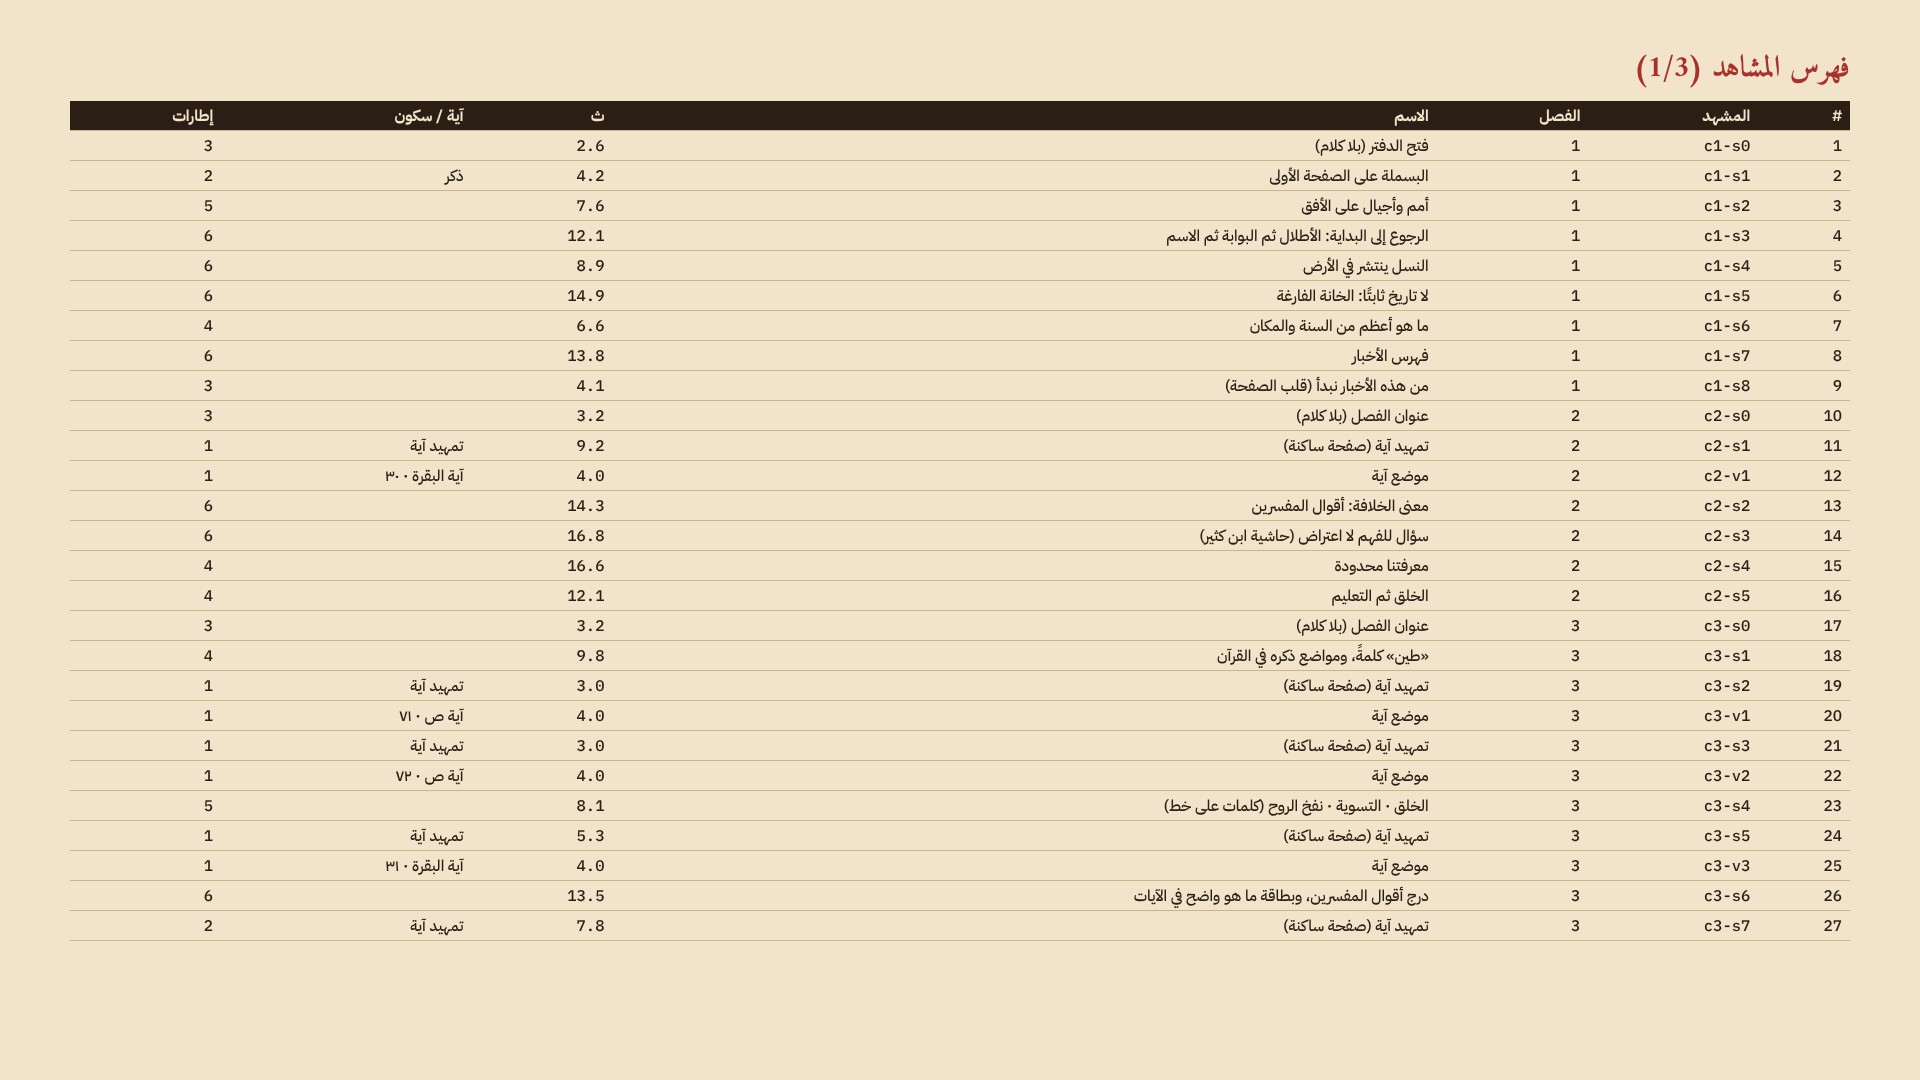 فهرس المشاهد (1/3)
# المشهد الفصل الاسم ث آية / سكون إطارات
1 c1-s0 1 فتح الدفتر (بلا كلام) 2.6 3
2 c1-s1 1 البسملة على الصفحة الأولى 4.2 ذكر 2
3 c1-s2 1 أمم وأجيال على الأفق 7.6 5
4 c1-s3 1 الرجوع إلى البداية: الأطلال ثم البوابة ثم الاسم 12.1 6
5 c1-s4 1 النسل ينتشر في الأرض 8.9 6
6 c1-s5 1 لا تاريخ ثابتًا: الخانة الفارغة 14.9 6
7 c1-s6 1 ما هو أعظم من السنة والمكان 6.6 4
8 c1-s7 1 فهرس الأخبار 13.8 6
9 c1-s8 1 من هذه الأخبار نبدأ (قلب الصفحة) 4.1 3
10 c2-s0 2 عنوان الفصل (بلا كلام) 3.2 3
11 c2-s1 2 تمهيد آية (صفحة ساكنة) 9.2 تمهيد آية 1
12 c2-v1 2 موضع آية 4.0 آية البقرة · ٣٠ 1
13 c2-s2 2 معنى الخلافة: أقوال المفسرين 14.3 6
14 c2-s3 2 سؤال للفهم لا اعتراض (حاشية ابن كثير) 16.8 6
15 c2-s4 2 معرفتنا محدودة 16.6 4
16 c2-s5 2 الخلق ثم التعليم 12.1 4
17 c3-s0 3 عنوان الفصل (بلا كلام) 3.2 3
18 c3-s1 3 «طين» كلمةً، ومواضع ذكره في القرآن 9.8 4
19 c3-s2 3 تمهيد آية (صفحة ساكنة) 3.0 تمهيد آية 1
20 c3-v1 3 موضع آية 4.0 آية ص · ٧١ 1
21 c3-s3 3 تمهيد آية (صفحة ساكنة) 3.0 تمهيد آية 1
22 c3-v2 3 موضع آية 4.0 آية ص · ٧٢ 1
23 c3-s4 3 الخلق · التسوية · نفخ الروح (كلمات على خط) 8.1 5
24 c3-s5 3 تمهيد آية (صفحة ساكنة) 5.3 تمهيد آية 1
25 c3-v3 3 موضع آية 4.0 آية البقرة · ٣١ 1
26 c3-s6 3 درج أقوال المفسرين، وبطاقة ما هو واضح في الآيات 13.5 6
27 c3-s7 3 تمهيد آية (صفحة ساكنة) 7.8 تمهيد آية 2